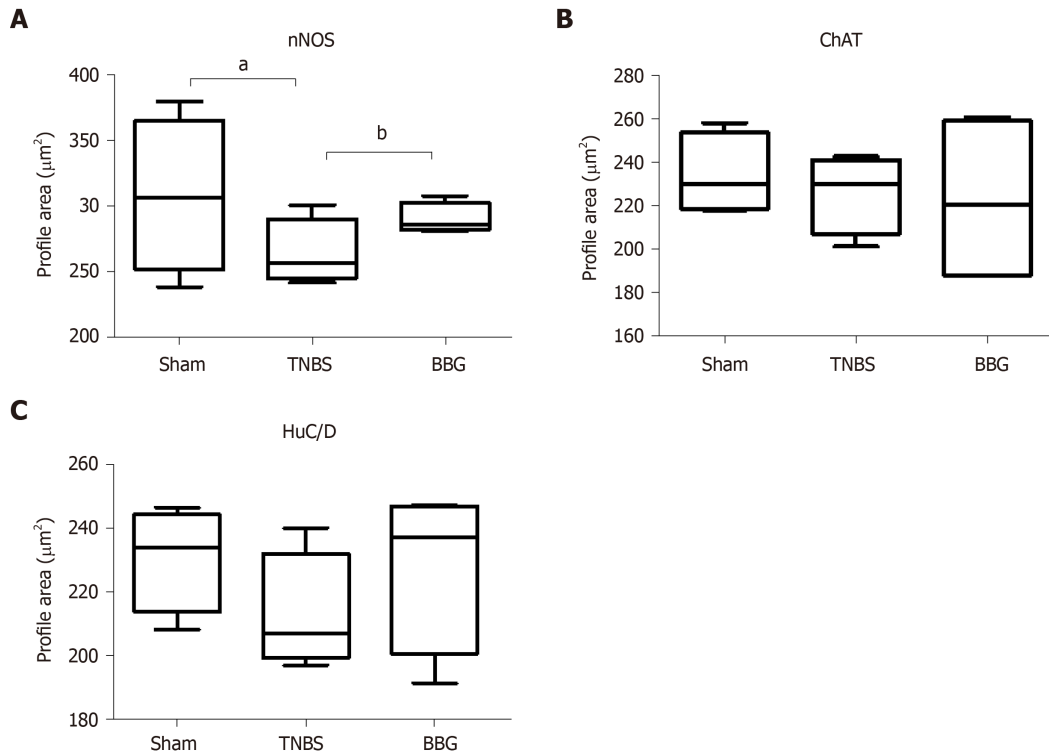 A
nNOS
a
b
400
350
30
250
200
Profile area (μm²)
Sham TNBS BBG
B
ChAT
280
260
240
220
200
180
160
Profile area (μm²)
Sham TNBS BBG
C
HuC/D
260
240
220
200
180
Profile area (μm²)
Sham TNBS BBG